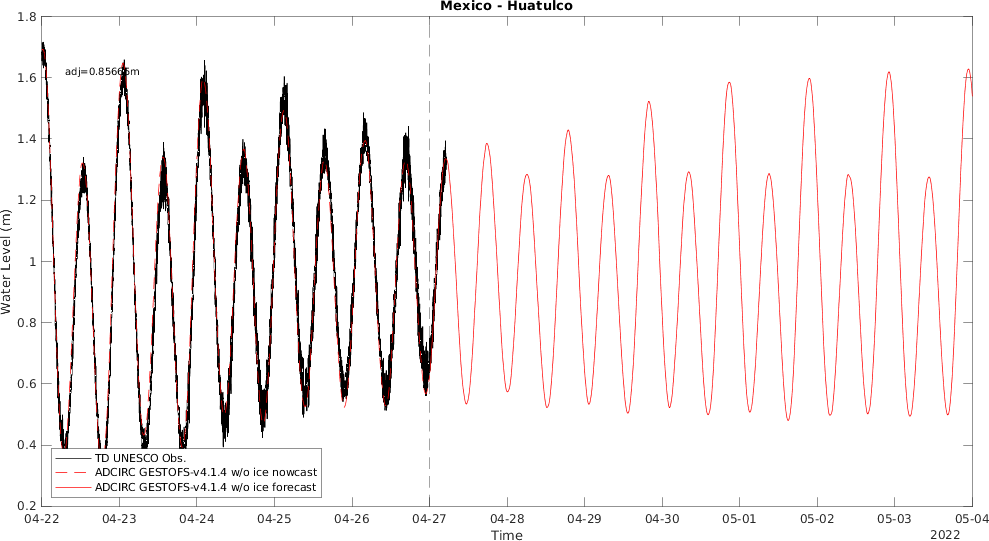 Mexico - Huatulco
1.8
1.6
1.4
1.2
1
0.8
0.6
0.4
0.2
Water Level (m)
adj=0.85665m
TD UNESCO Obs.
ADCIRC GESTOFS-v4.1.4 w/o ice nowcast
ADCIRC GESTOFS-v4.1.4 w/o ice forecast
04-22 04-23 04-24 04-25 04-26 04-27 04-28 04-29 04-30 05-01 05-02 05-03 05-04
Time
2022